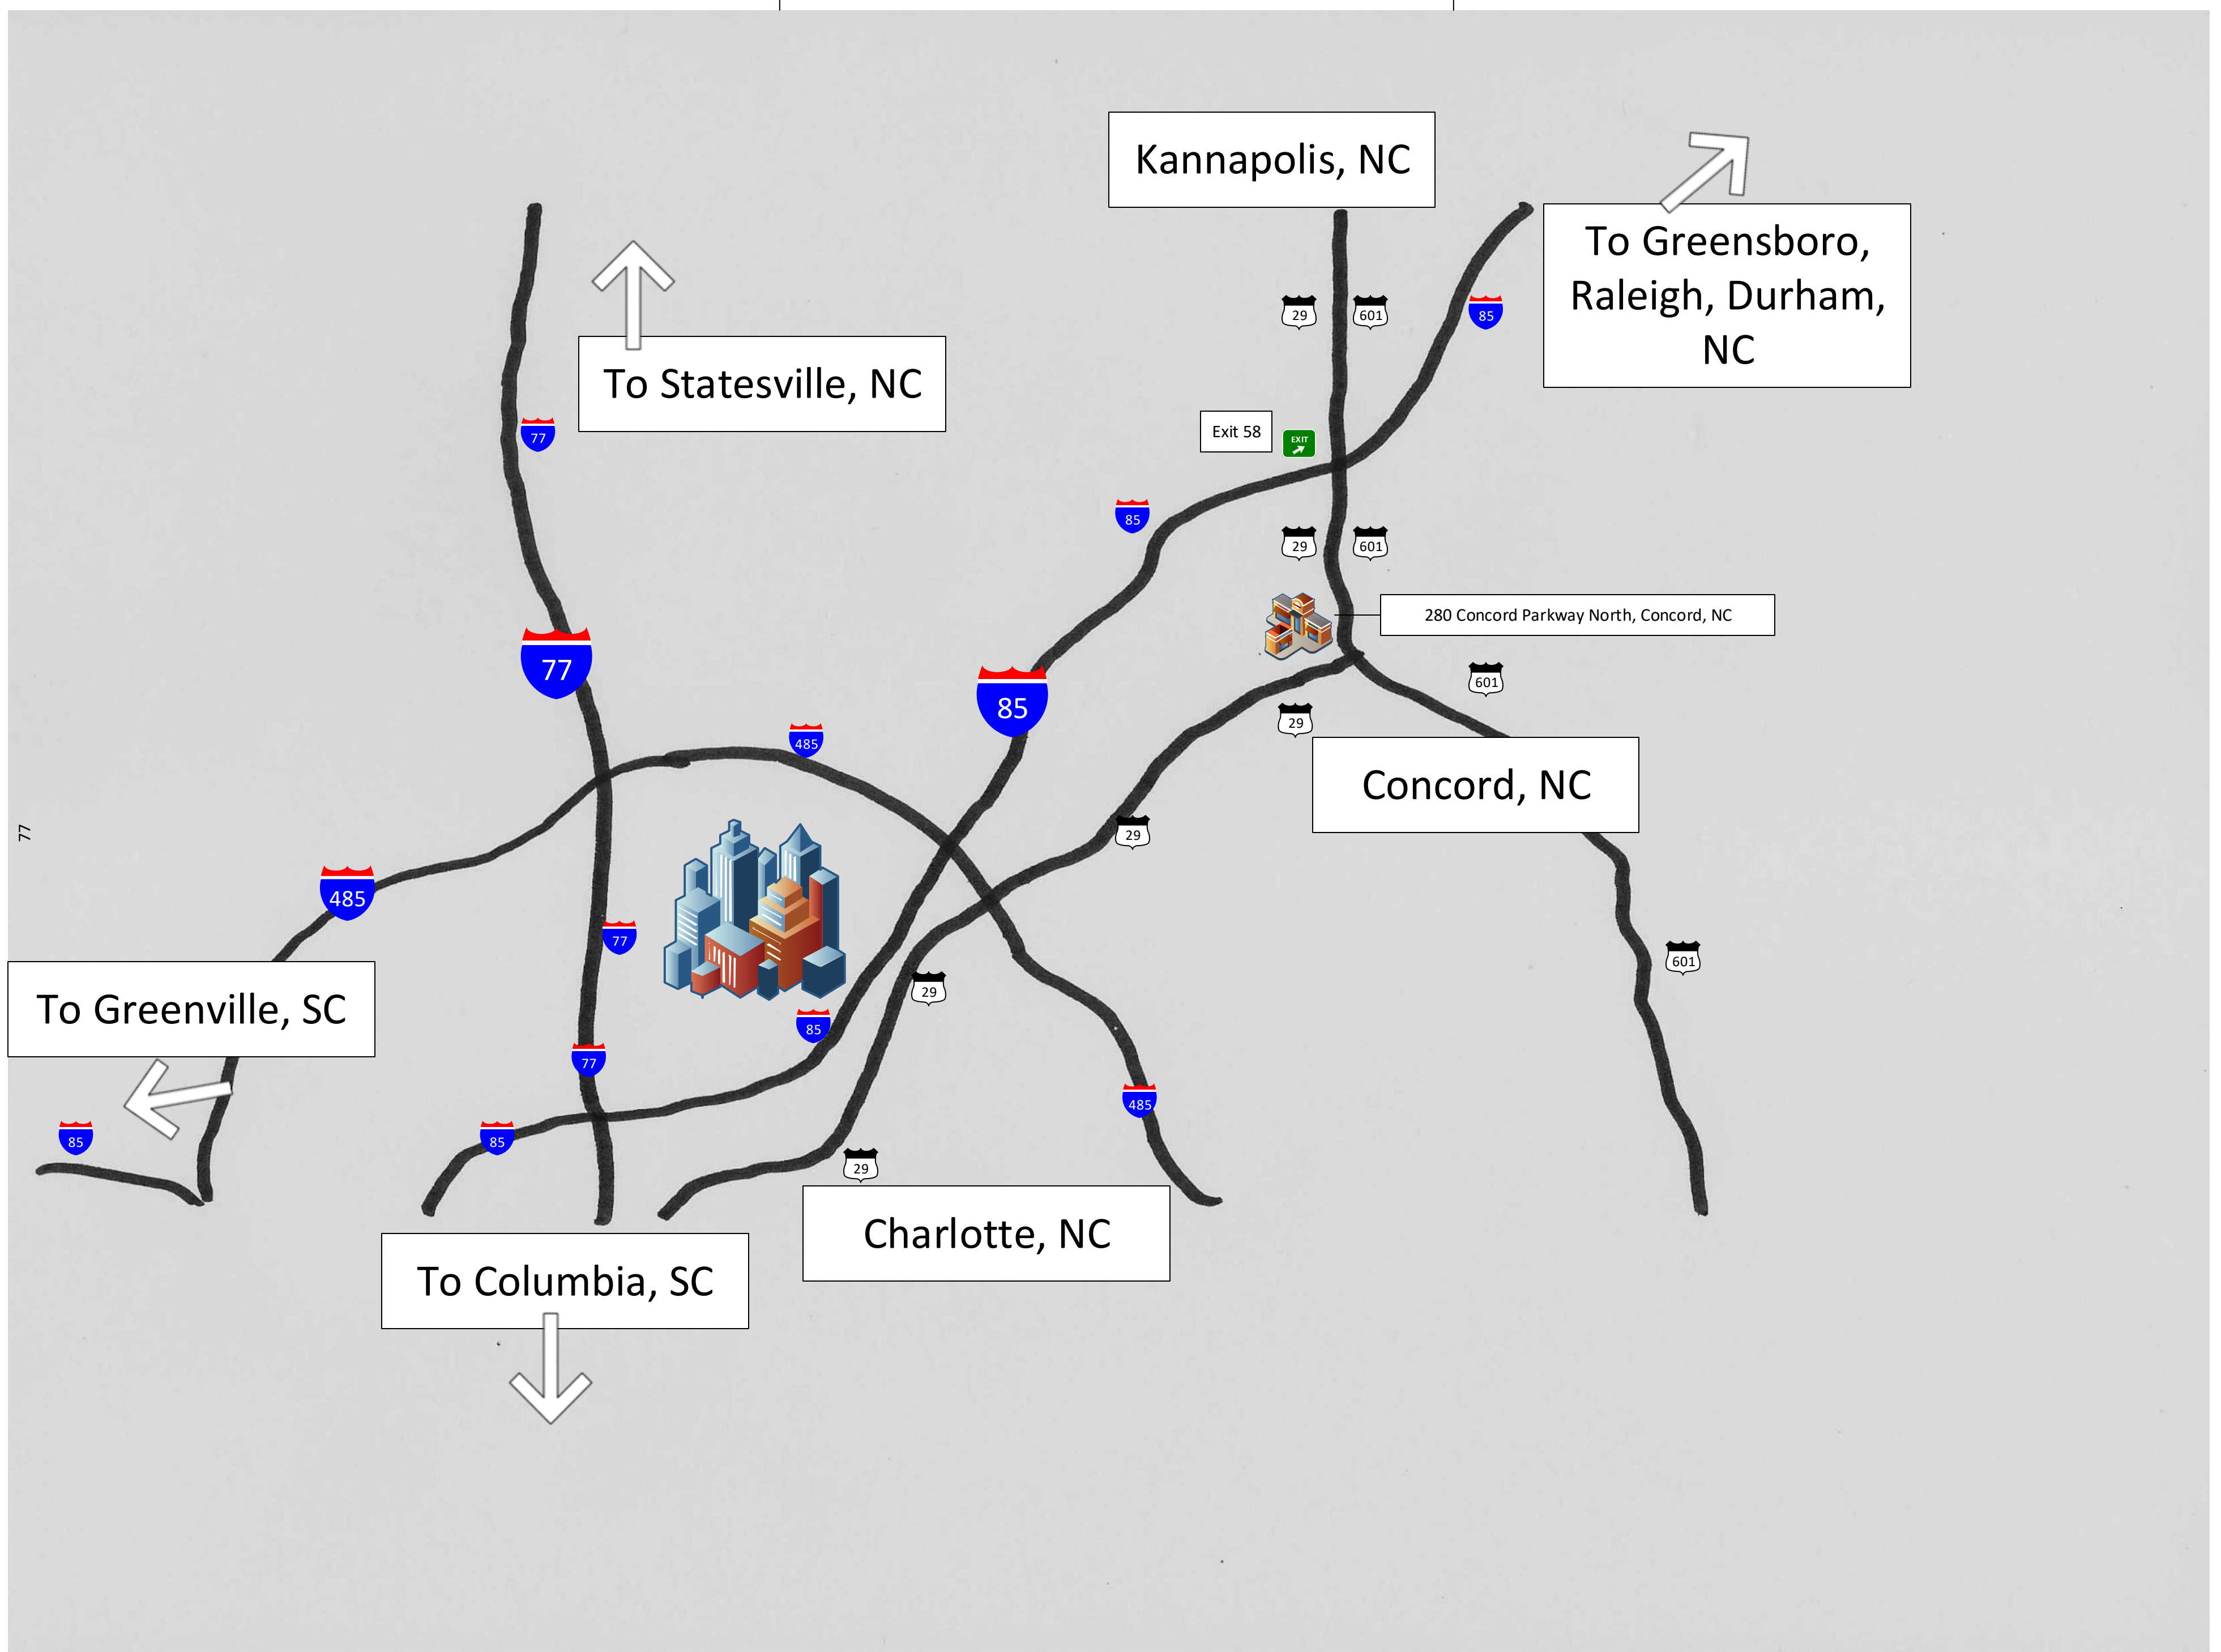 Kannapolis, NC
To Greensboro,
Raleigh, Durham,
NC
29
601
85
To Statesville, NC
77
Exit 58
EXIT
85
29
601
280 Concord Parkway North, Concord, NC
77
601
85
29
485
Concord, NC
29
77
485
77
601
29
To Greenville, SC
85
77
485
85
85
29
Charlotte, NC
To Columbia, SC